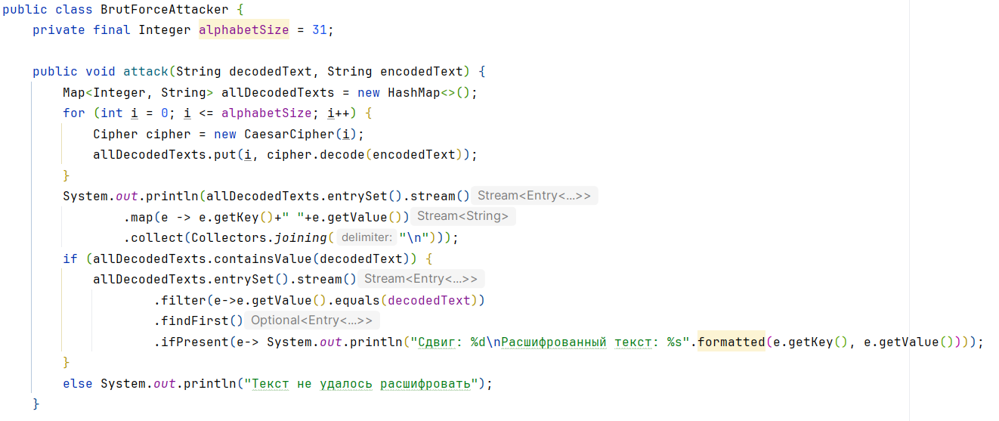 public class BrutForceAttacker {
    private final Integer alphabetSize = 31;

    public void attack(String decodedText, String encodedText) {
        Map<Integer, String> allDecodedTexts = new HashMap<>();
        for (int i = 0; i <= alphabetSize; i++) {
            Cipher cipher = new CaesarCipher(i);
            allDecodedTexts.put(i, cipher.decode(encodedText));
        }
        System.out.println(allDecodedTexts.entrySet().stream() Stream<Entry<...>>
                .map(e -> e.getKey()+" "+e.getValue()) Stream<String>
                .collect(Collectors.joining( delimiter: "\n")));
        if (allDecodedTexts.containsValue(decodedText)) {
            allDecodedTexts.entrySet().stream() Stream<Entry<...>>
                    .filter(e->e.getValue().equals(decodedText))
                    .findFirst() Optional<Entry<...>>
                    .ifPresent(e-> System.out.println("Сдвиг: %d\nРасшифрованный текст: %s".formatted(e.getKey(), e.getValue())));
        }
        else System.out.println("Текст не удалось расшифровать");
    }